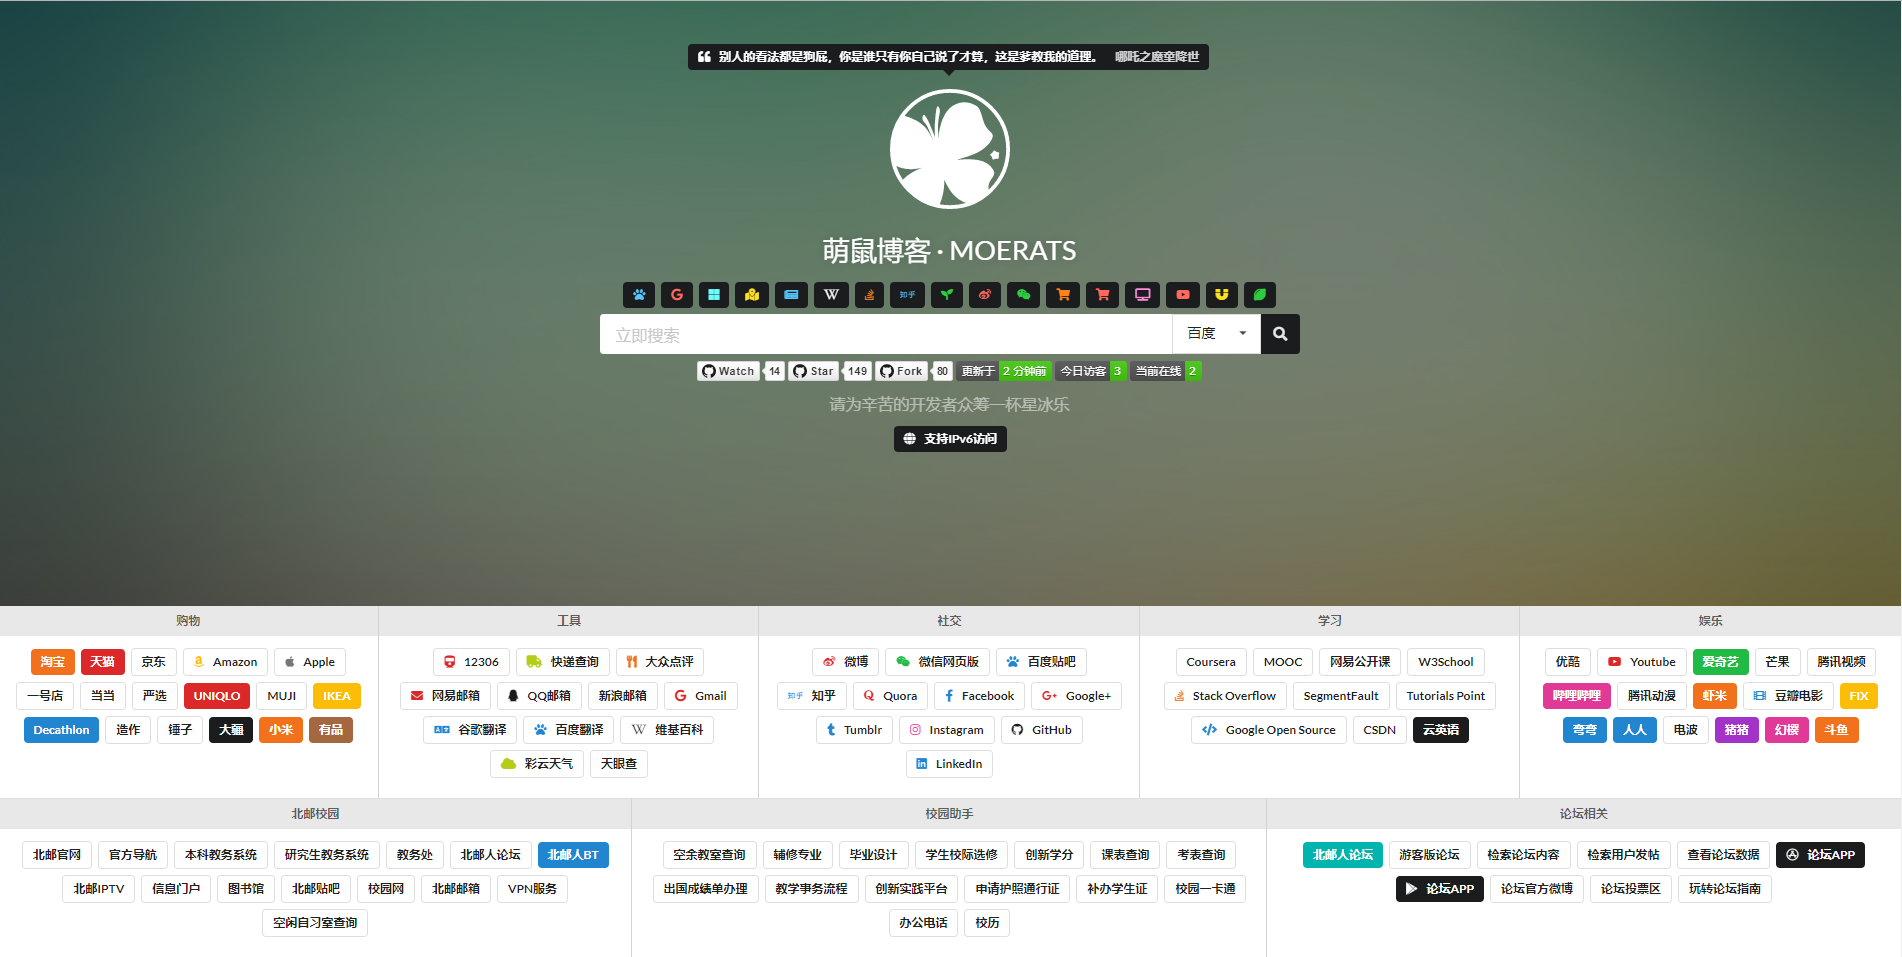 别人的看法都是狗屁，你是谁只有你自己说了才算，这是爹教我的道理。 哪吒之魔童降世
萌鼠博客 · MOERATS
知乎
立即搜索 百度
Watch 14 Star 149 Fork 80 更新于 2 分钟前 今日访客 3 当前在线 2
请为辛苦的开发者众筹一杯星冰乐
支持IPv6访问
购物
淘宝 天猫 京东 Amazon Apple
一号店 当当 严选 UNIQLO MUJI IKEA
Decathlon 造作 锤子 大疆 小米 有品
工具
12306 快递查询 大众点评
网易邮箱 QQ邮箱 新浪邮箱 Gmail
谷歌翻译 百度翻译 维基百科
彩云天气 天眼查
社交
微博 微信网页版 百度贴吧
知乎 知乎 Quora Facebook Google+
Tumblr Instagram GitHub
LinkedIn
学习
Coursera MOOC 网易公开课 W3School
Stack Overflow SegmentFault Tutorials Point
Google Open Source CSDN 云英语
娱乐
优酷 Youtube 爱奇艺 芒果 腾讯视频
哔哩哔哩 腾讯动漫 虾米 豆瓣电影 FIX
弯弯 人人 电波 猪猪 幻樱 斗鱼
北邮校园
北邮官网 官方导航 本科教务系统 研究生教务系统 教务处 北邮人论坛 北邮人BT
北邮IPTV 信息门户 图书馆 北邮贴吧 校园网 北邮邮箱 VPN服务
空闲自习室查询
校园助手
空余教室查询 辅修专业 毕业设计 学生校际选修 创新学分 课表查询 考表查询
出国成绩单办理 教学事务流程 创新实践平台 申请护照通行证 补办学生证 校园一卡通
办公电话 校历
论坛相关
北邮人论坛 游客版论坛 检索论坛内容 检索用户发帖 查看论坛数据 论坛APP
论坛APP 论坛官方微博 论坛投票区 玩转论坛指南